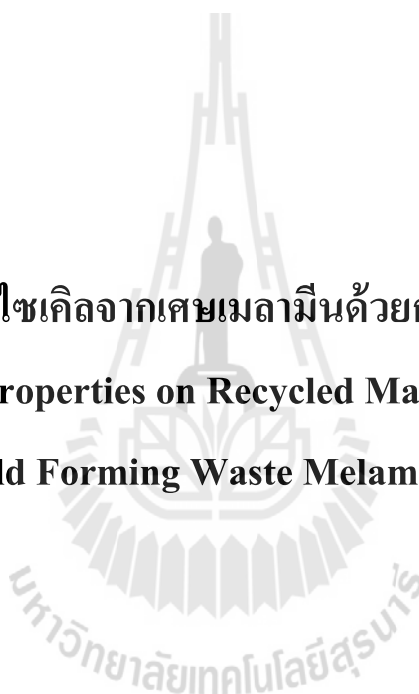 ไซเคิลจากเศษเมลามีนด้วยก
roperties on Recycled Ma
ld Forming Waste Melam
มหาวิทยาลัยเทคโนโลยีสุรนารี